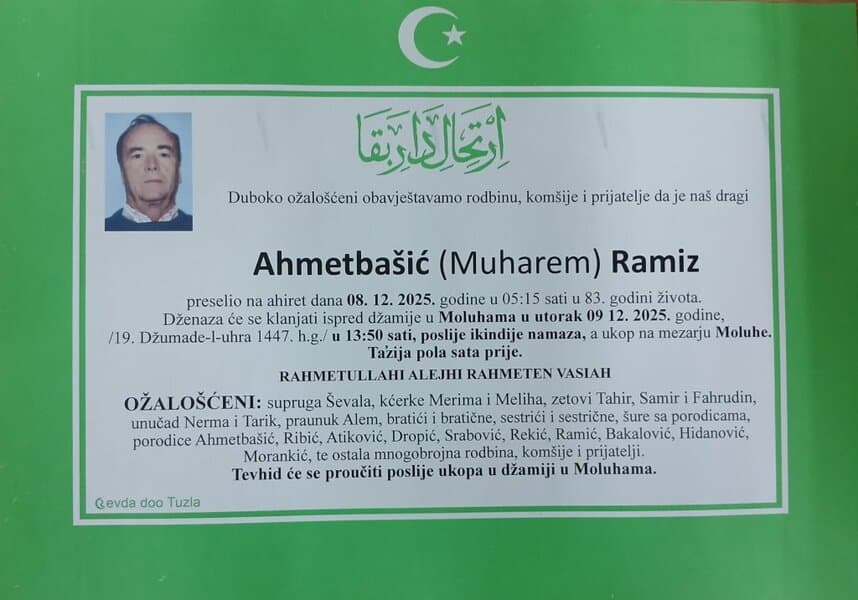 اِرْتِحَالِ دَارِ بَقَا
Duboko ožalošćeni obavještavamo rodbinu, komšije i prijatelje da je naš dragi
Ahmetbašić (Muharem) Ramiz
preselio na ahiret dana 08. 12. 2025. godine u 05:15 sati u 83. godini života.
Dženaza će se klanjati ispred džamije u Moluhama u utorak 09 12. 2025. godine,
/19. Džumade-l-uhra 1447. h.g./ u 13:50 sati, poslije ikindije namaza, a ukop na mezarju Moluhe.
Ta'zija pola sata prije.
RAHMETULLAHI ALEJHI RAHMETEN VASIAH
OŽALOŠĆENI: supruga Ševala, kćerke Merima i Meliha, zetovi Tahir, Samir i Fahrudin,
unučad Nerma i Tarik, praunuk Alem, bratići i bratične, sestrići i sestrične, šure sa porodicama,
porodice Ahmetbašić, Ribić, Atiković, Dropić, Srabović, Rekić, Ramić, Bakalović, Hidanović,
Morankić, te ostala mnogobrojna rodbina, komšije i prijatelji.
Tevhid će se proučiti poslije ukopa u džamiji u Moluhama.
Ćevda doo Tuzla